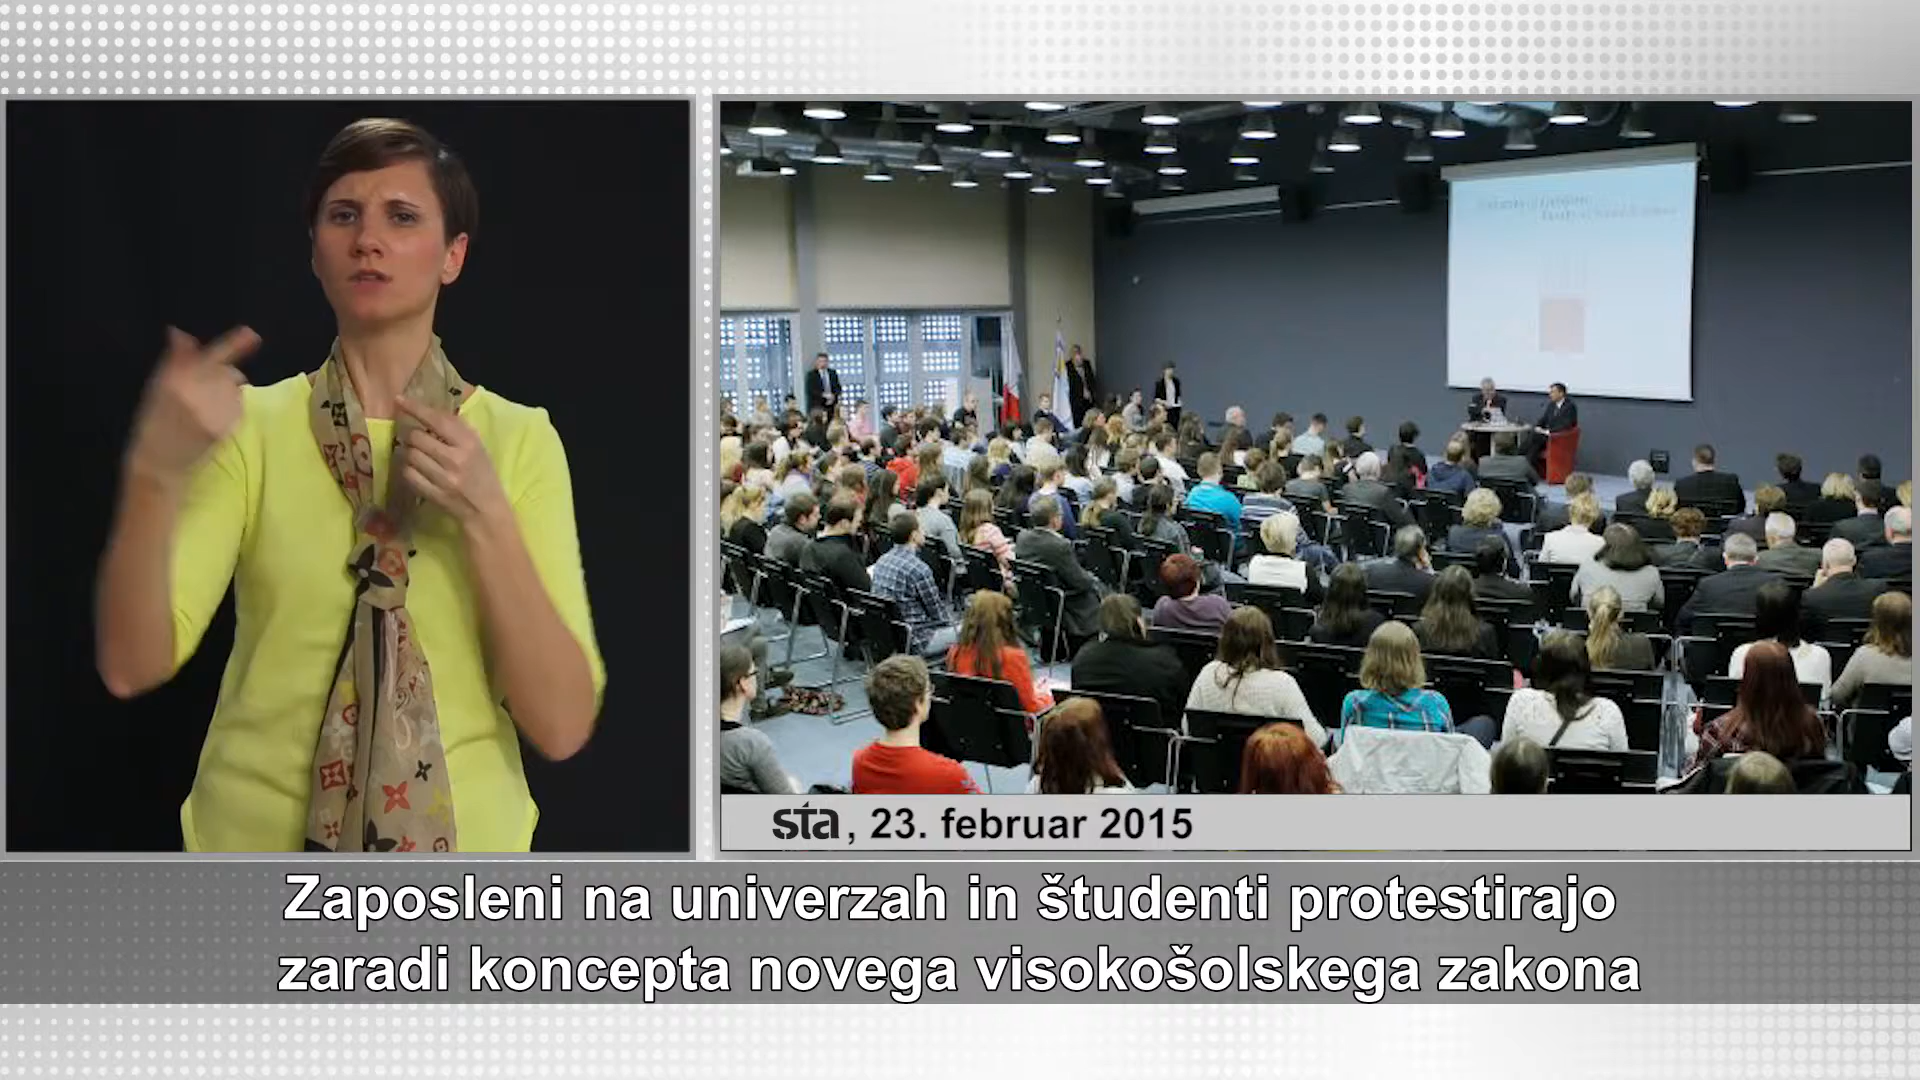 sta, 23. februar 2015
Zaposleni na univerzah in študenti protestirajo
zaradi koncepta novega visokošolskega zakona